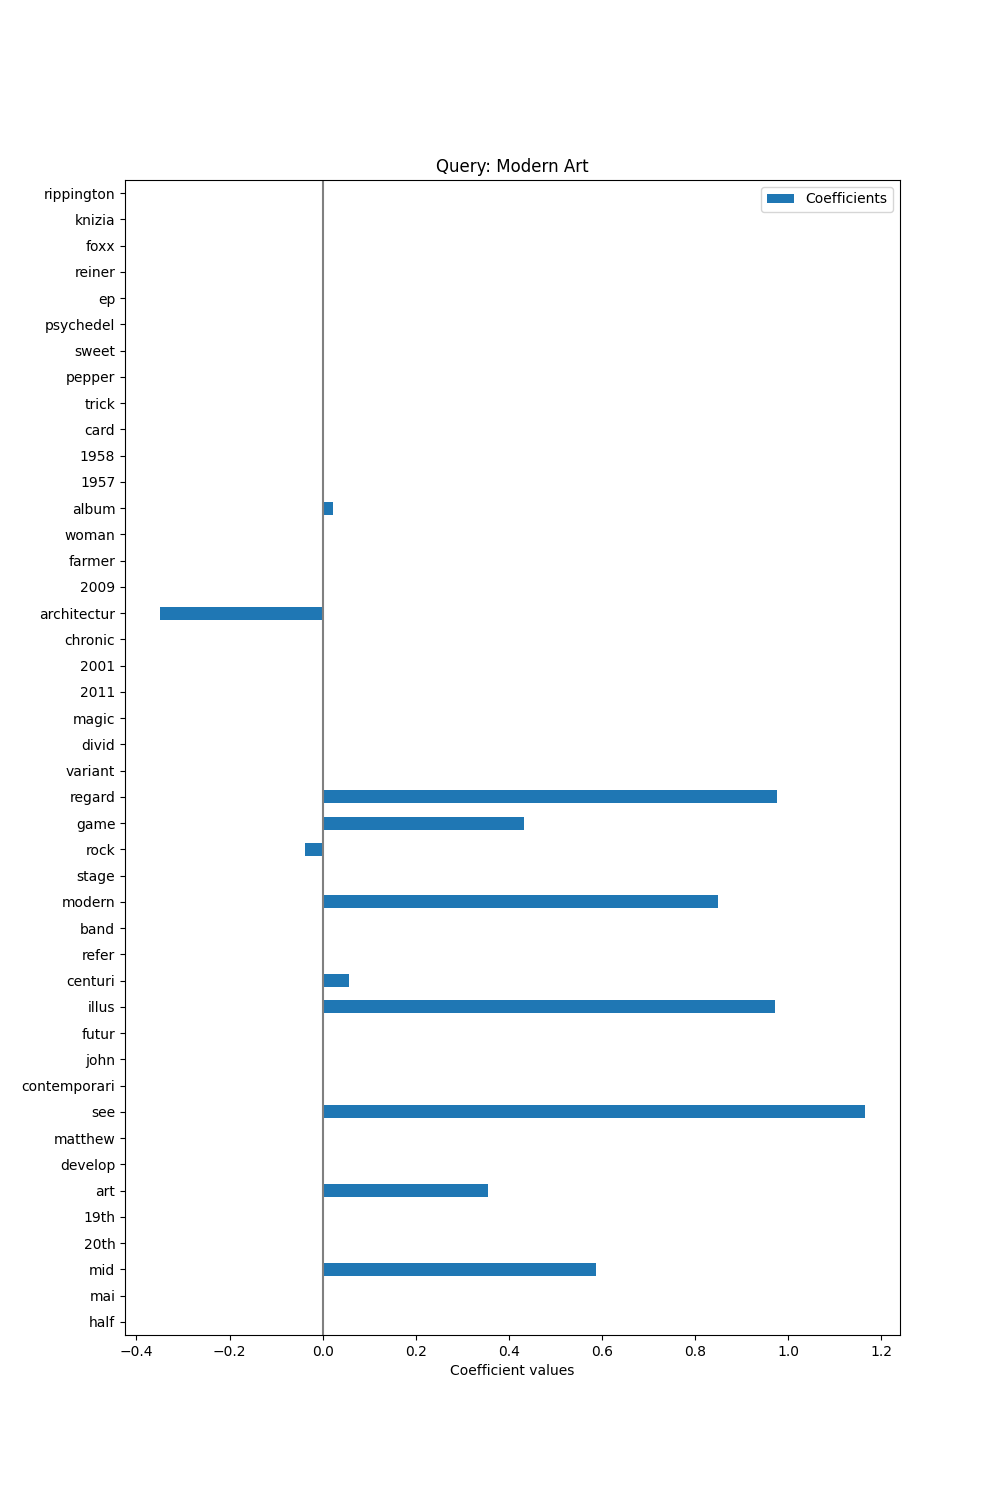 Query: Modern Art
Coefficients
rippington
knizia
foxx
reiner
ep
psychedel
sweet
pepper
trick
card
1958
1957
album
woman
farmer
2009
architectur
chronic
2001
2011
magic
divid
variant
regard
game
rock
stage
modern
band
refer
centuri
illus
futur
john
contemporari
see
matthew
develop
art
19th
20th
mid
mai
half
−0.4 −0.2 0.0 0.2 0.4 0.6 0.8 1.0 1.2
Coefficient values